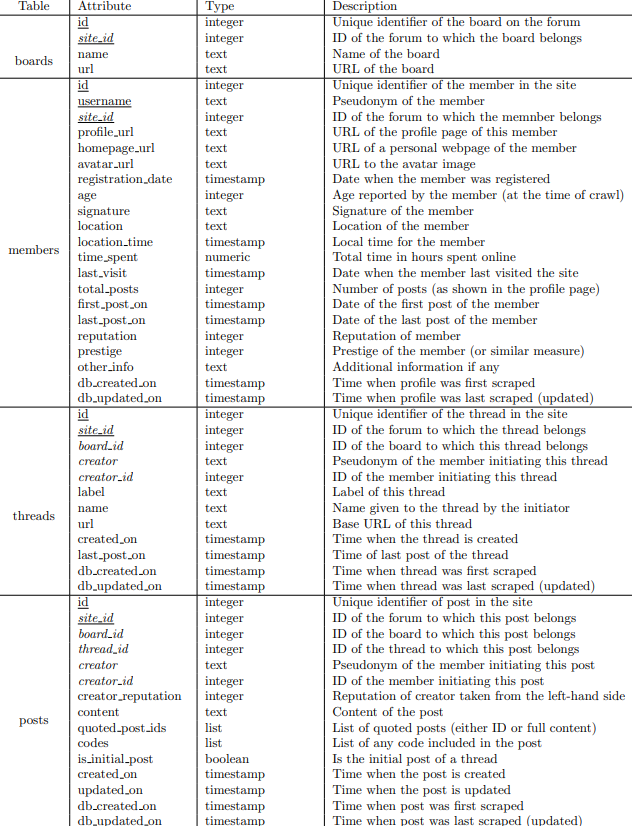 Table Attribute Type Description
id integer Unique identifier of the board on the forum
site_id integer ID of the forum to which the board belongs
boards
name text Name of the board
url text URL of the board
id integer Unique identifier of the member in the site
username text Pseudonym of the member
site_id integer ID of the forum to which the memnber belongs
profile_url text URL of the profile page of this member
homepage_url text URL of a personal webpage of the member
avatar_url text URL to the avatar image
registration_date timestamp Date when the member was registered
age integer Age reported by the member (at the time of crawl)
signature text Signature of the member
location text Location of the member
location_time timestamp Local time for the member
members
time_spent numeric Total time in hours spent online
last_visit timestamp Date when the member last visited the site
total_posts integer Number of posts (as shown in the profile page)
first_post_on timestamp Date of the first post of the member
last_post_on timestamp Date of the last post of the member
reputation integer Reputation of member
prestige integer Prestige of the member (or similar measure)
other_info text Additional information if any
db_created_on timestamp Time when profile was first scraped
db_updated_on timestamp Time when profile was last scraped (updated)
id integer Unique identifier of the thread in the site
site_id integer ID of the forum to which the thread belongs
board_id integer ID of the board to which this thread belongs
creator text Pseudonym of the member initiating this thread
creator_id integer ID of the member initiating this thread
label text Label of this thread
threads
name text Name given to the thread by the initiator
url text Base URL of this thread
created_on timestamp Time when the thread is created
last_post_on timestamp Time of last post of the thread
db_created_on timestamp Time when thread was first scraped
db_updated_on timestamp Time when thread was last scraped (updated)
id integer Unique identifier of post in the site
site_id integer ID of the forum to which this post belongs
board_id integer ID of the board to which this post belongs
thread_id integer ID of the thread to which this post belongs
creator text Pseudonym of the member initiating this post
creator_id integer ID of the member initiating this post
creator_reputation integer Reputation of creator taken from the left-hand side
content text Content of the post
posts
quoted_post_ids list List of quoted posts (either ID or full content)
codes list List of any code included in the post
is_initial_post boolean Is the initial post of a thread
created_on timestamp Time when the post is created
updated_on timestamp Time when the post is updated
db_created_on timestamp Time when post was first scraped
db_updated_on timestamp Time when post was last scraped (updated)